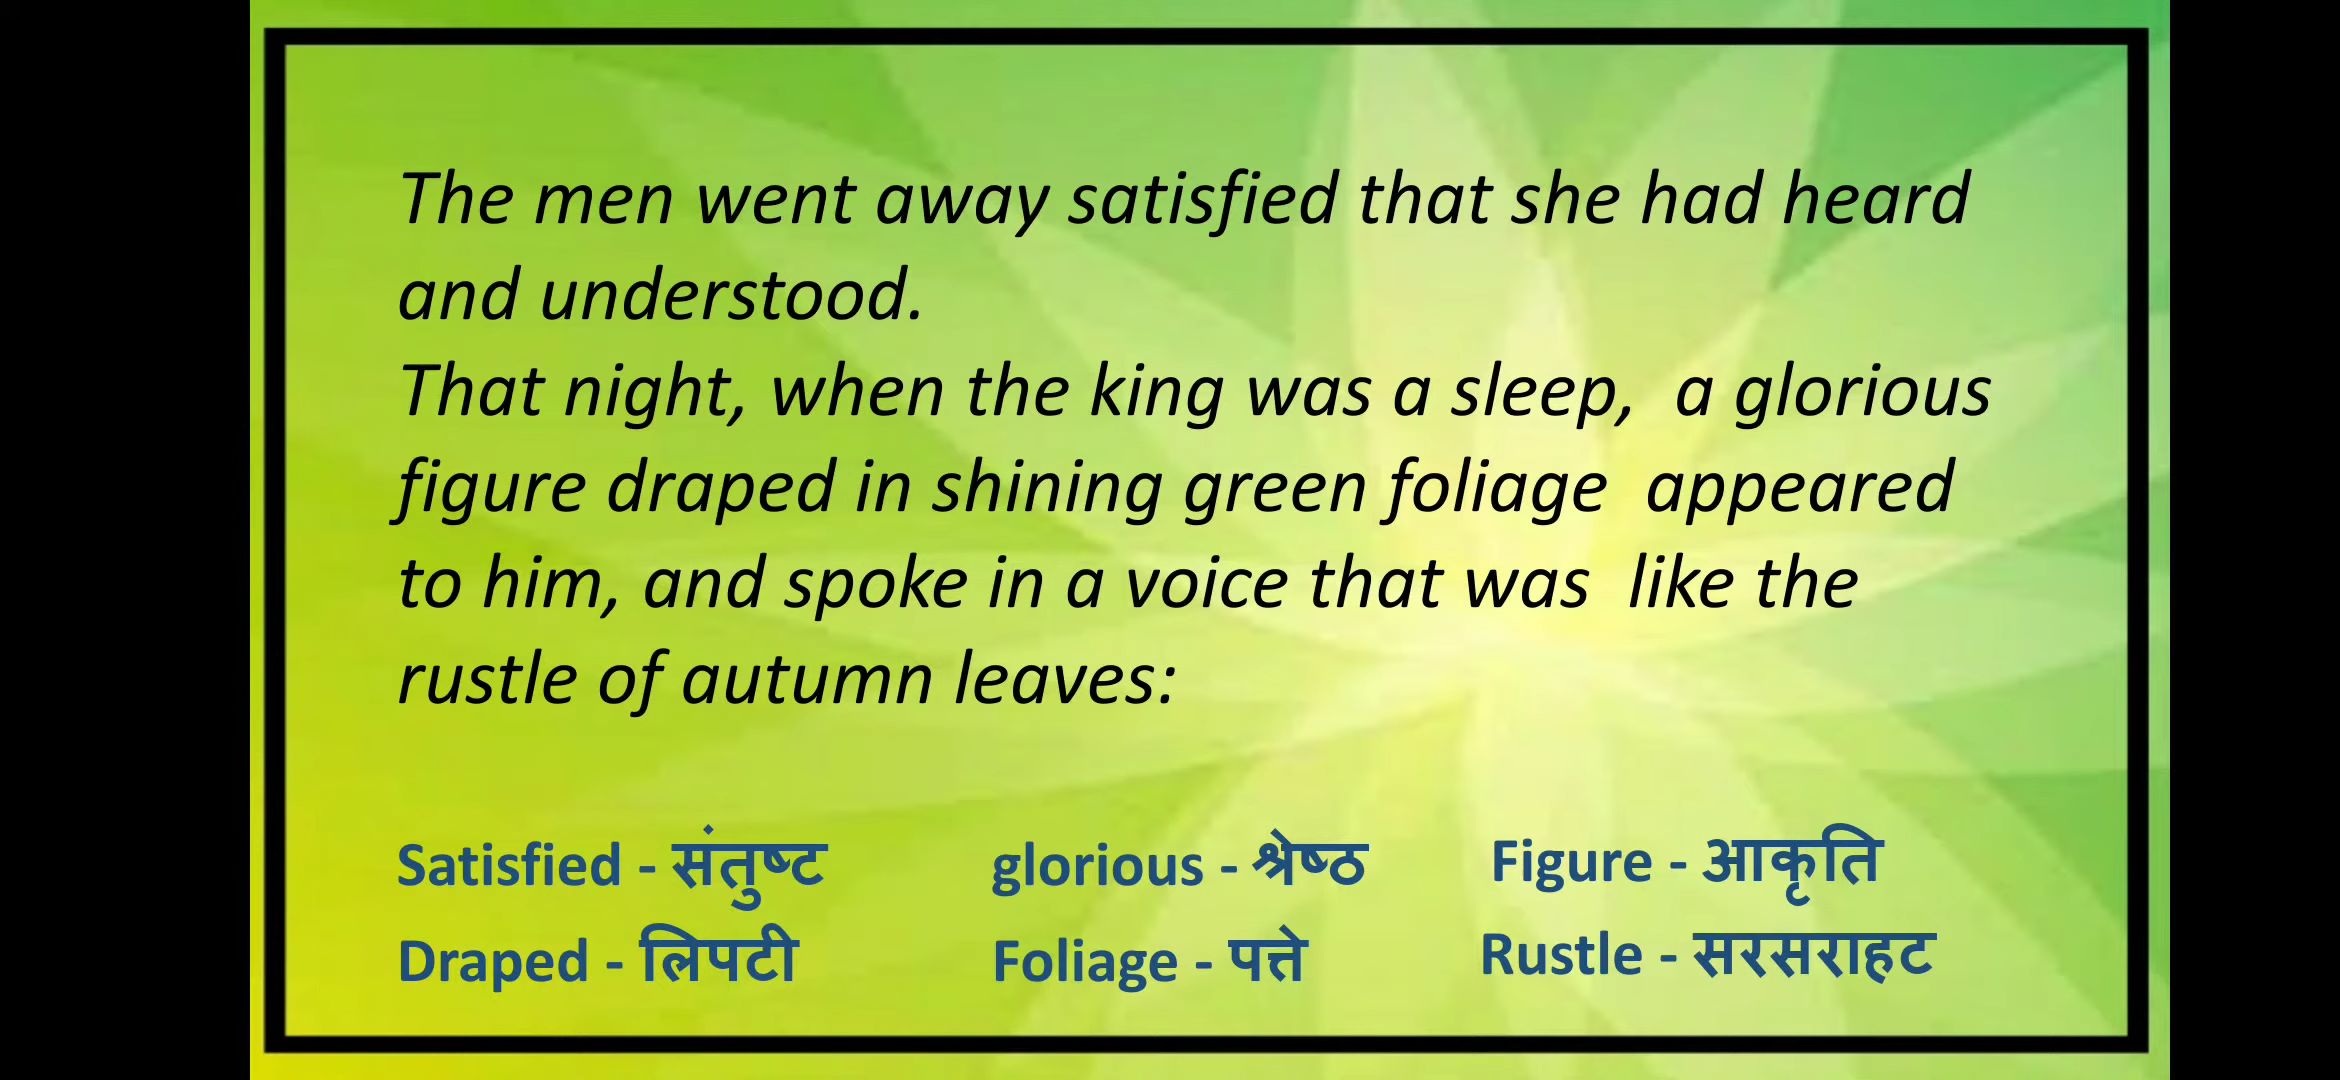 The men went away satisfied that she had heard
and understood.
That night, when the king was a sleep, a glorious
figure draped in shining green foliage appeared
to him, and spoke in a voice that was like the
rustle of autumn leaves:
Satisfied - संतुष्ट glorious - श्रेष्ठ Figure - आकृति
Draped - लिपटी Foliage - पत्ते Rustle - सरसराहट